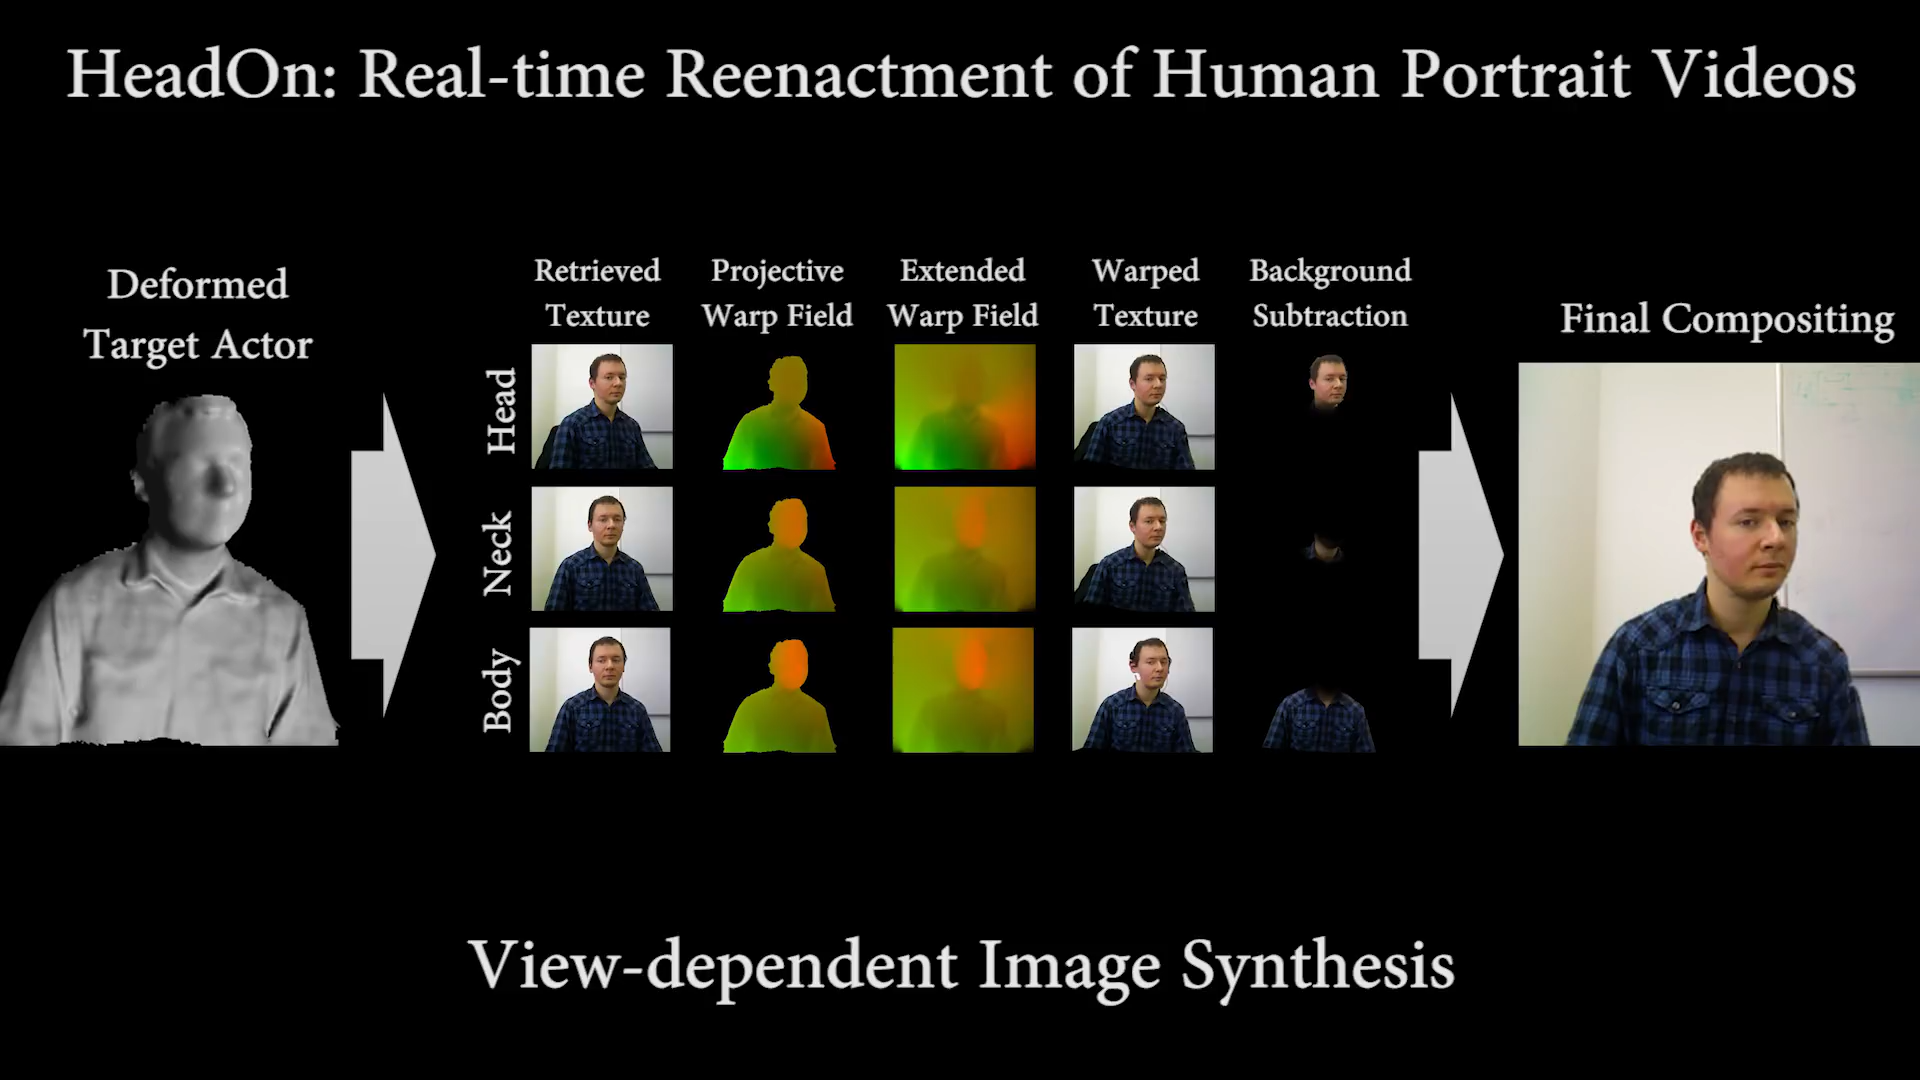 HeadOn: Real-time Reenactment of Human Portrait Videos
Deformed
Target Actor
Retrieved
Texture
Projective
Warp Field
Extended
Warp Field
Warped
Texture
Background
Subtraction
Head
Neck
Body
Final Compositing
View-dependent Image Synthesis